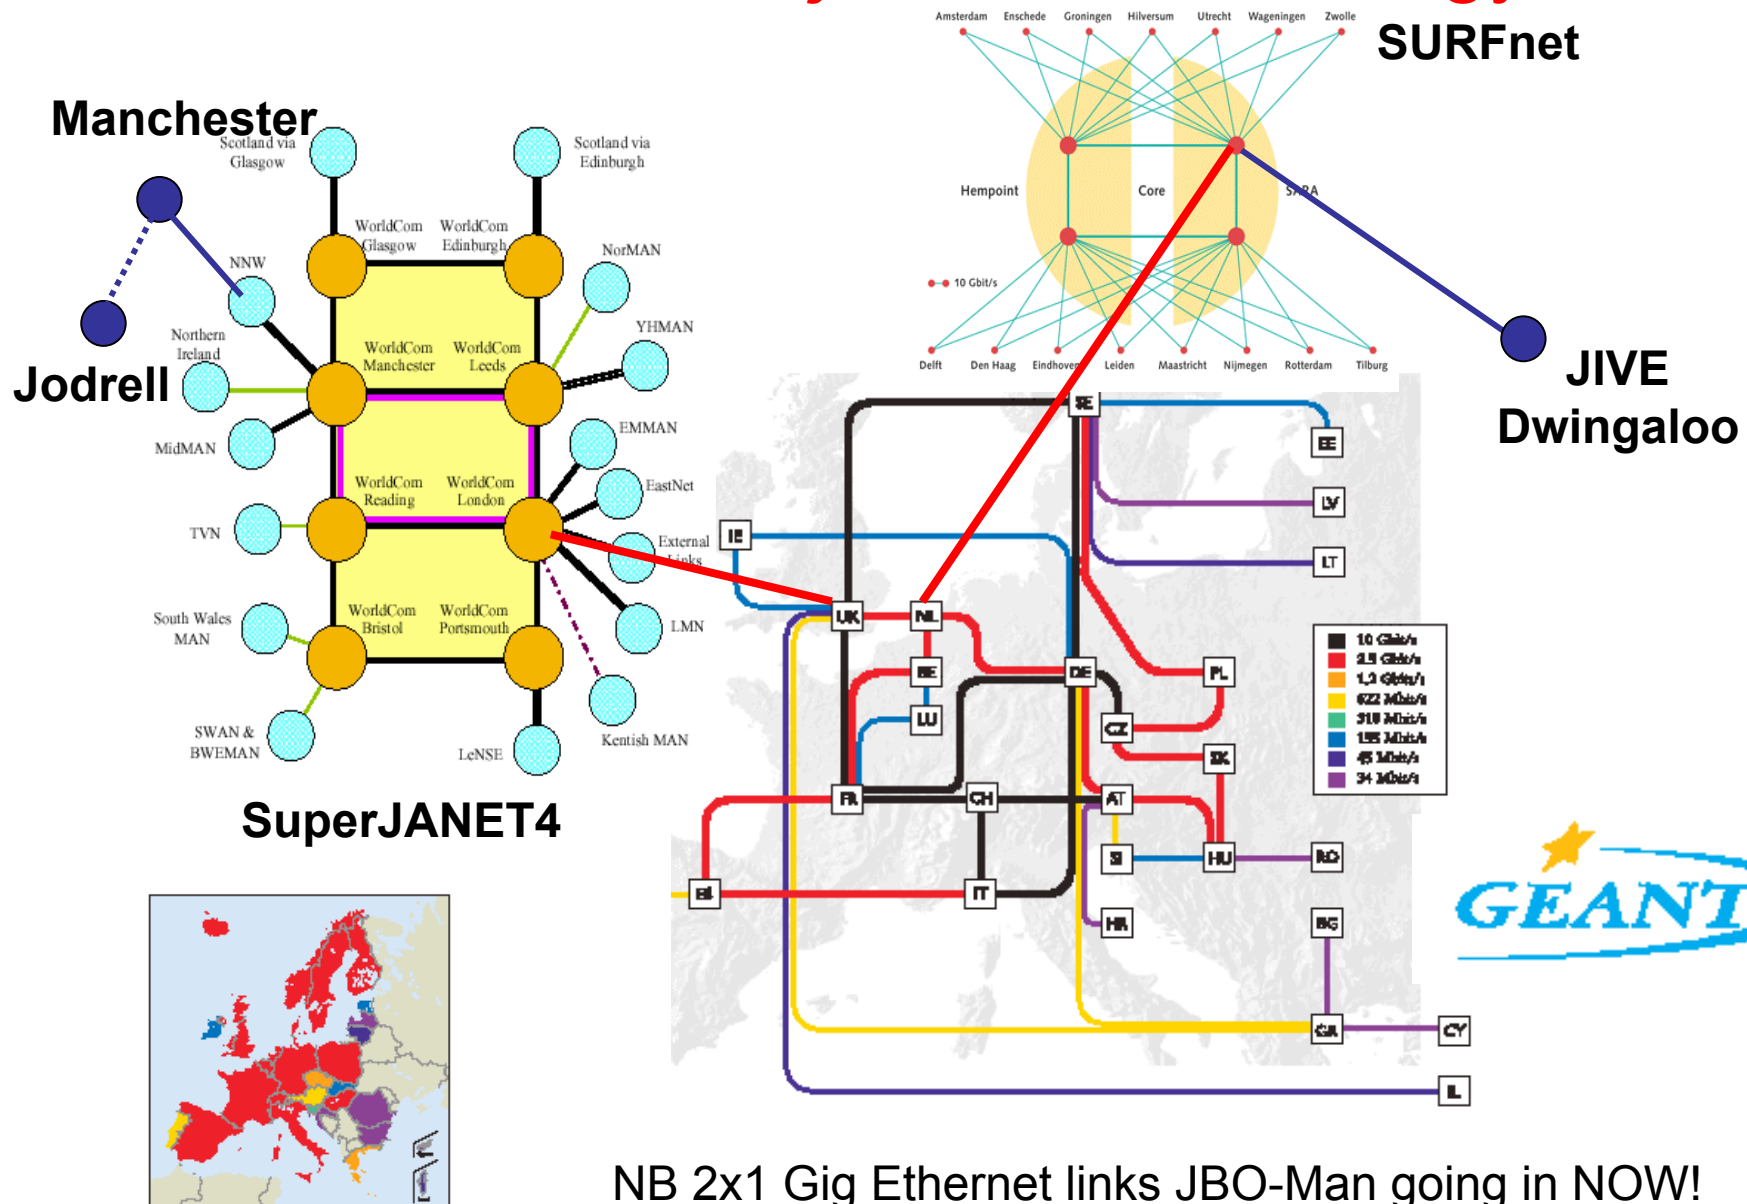 Amsterdam Enschede Groningen Hilversum Utrecht Wageningen Zwolle
SURFnet
Manchester
Scotland via
Glasgow
Scotland via
Edinburgh
WorldCom
Glasgow
WorldCom
Edinburgh
Hempoint
Core
SARA
NNW
NorMAN
10 Gbit/s
YHMAN
Northern
Ireland
WorldCom
Manchester
WorldCom
Leeds
Delft Den Haag Eindhoven Leiden Maastricht Nijmegen Rotterdam Tilburg
Jodrell
JIVE
Dwingaloo
SE
EE
MidMAN
EMMAN
WorldCom
Reading
WorldCom
London
EastNet
LV
TVN
External
Links
IE
LT
South Wales
MAN
WorldCom
Bristol
WorldCom
Portsmouth
LMN
UK
NL
10 Gbit/s
2.5 Gbit/s
1,2 Gbit/s
622 Mbit/s
310 Mbit/s
155 Mbit/s
45 Mbit/s
34 Mbit/s
BE
DE
PL
LU
CZ
SWAN &
BWEMAN
LeNSE
Kentish MAN
SK
FR
CH
AT
SuperJANET4
SI
HU
RO
IT
HR
BG
GEANT
GR
CY
IL
NB 2x1 Gig Ethernet links JBO-Man going in NOW!